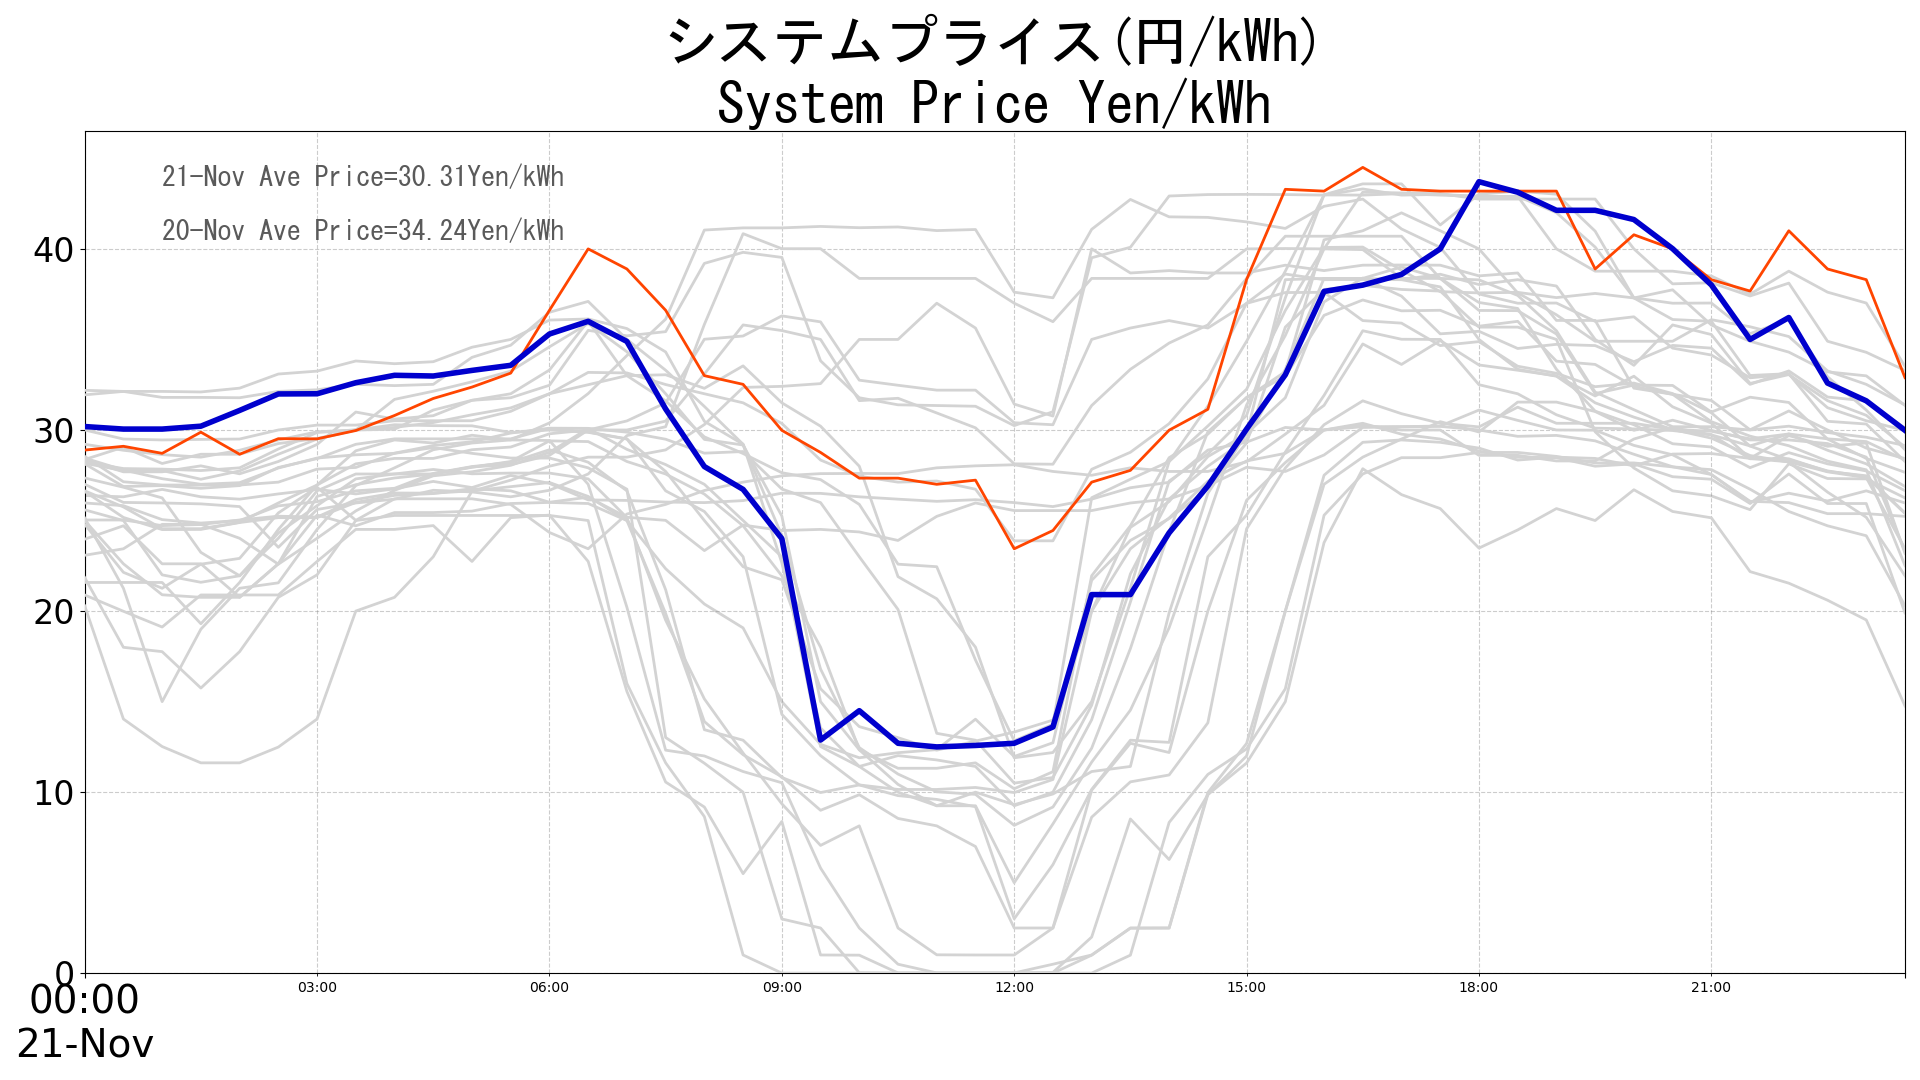 システムプライス(円/kWh)
System Price Yen/kWh
21-Nov Ave Price=30.31Yen/kWh
20-Nov Ave Price=34.24Yen/kWh
40
30
20
10
0
00:00 03:00 06:00 09:00 12:00 15:00 18:00 21:00
21-Nov